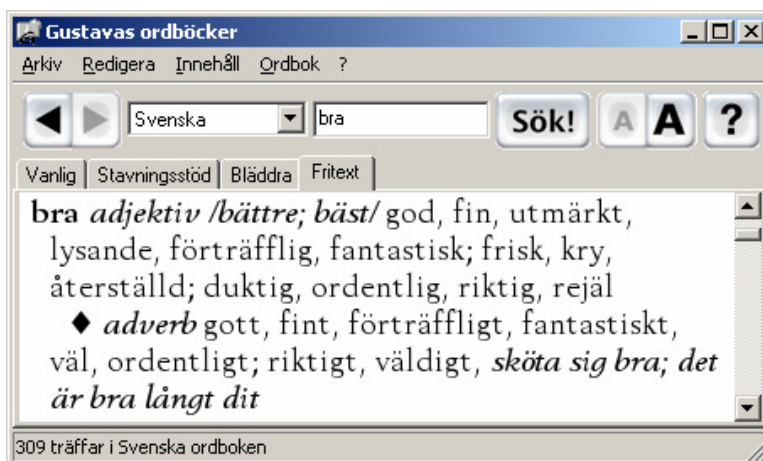 Gustavas ordböcker
Arkiv Redigera Innehåll Ordbok ?
Svenska bra Sök! A A ?
Vanlig Stavningsstöd Bläddra Fritext
bra adjektiv /bättre; bäst/ god, fin, utmärkt,
lysande, förträfflig, fantastisk; frisk, kry,
återställd; duktig, ordentlig, riktig, rejäl
♦ adverb gott, fint, förträffligt, fantastiskt,
väl, ordentligt; riktigt, väldigt, sköta sig bra; det
är bra långt dit
309 träffar i Svenska ordboken